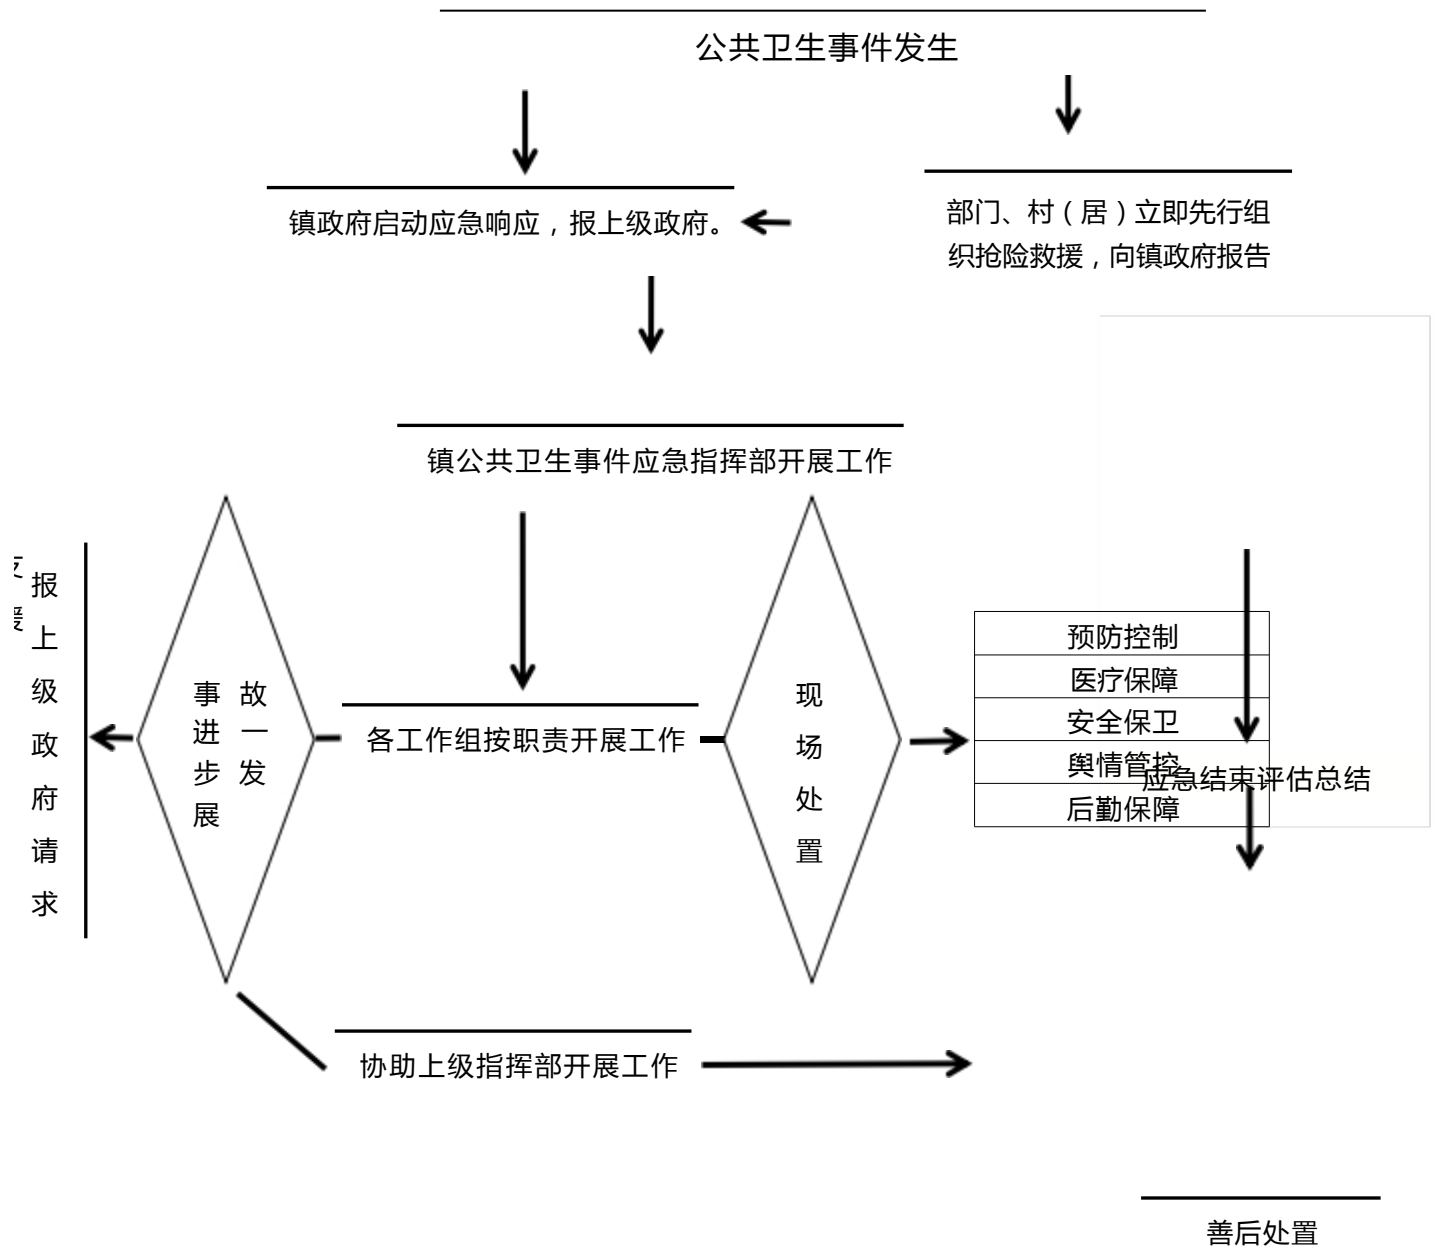 公共卫生事件发生
镇政府启动应急响应，报上级政府。
部门、村（居）立即先行组
织抢险救援，向镇政府报告
镇公共卫生事件应急指挥部开展工作
报上级政府请求
事故
进一
步发
展
各工作组按职责开展工作
现场处置
预防控制
医疗保障
安全保卫
舆情管控
应急结束评估总结
后勤保障
协助上级指挥部开展工作
善后处置